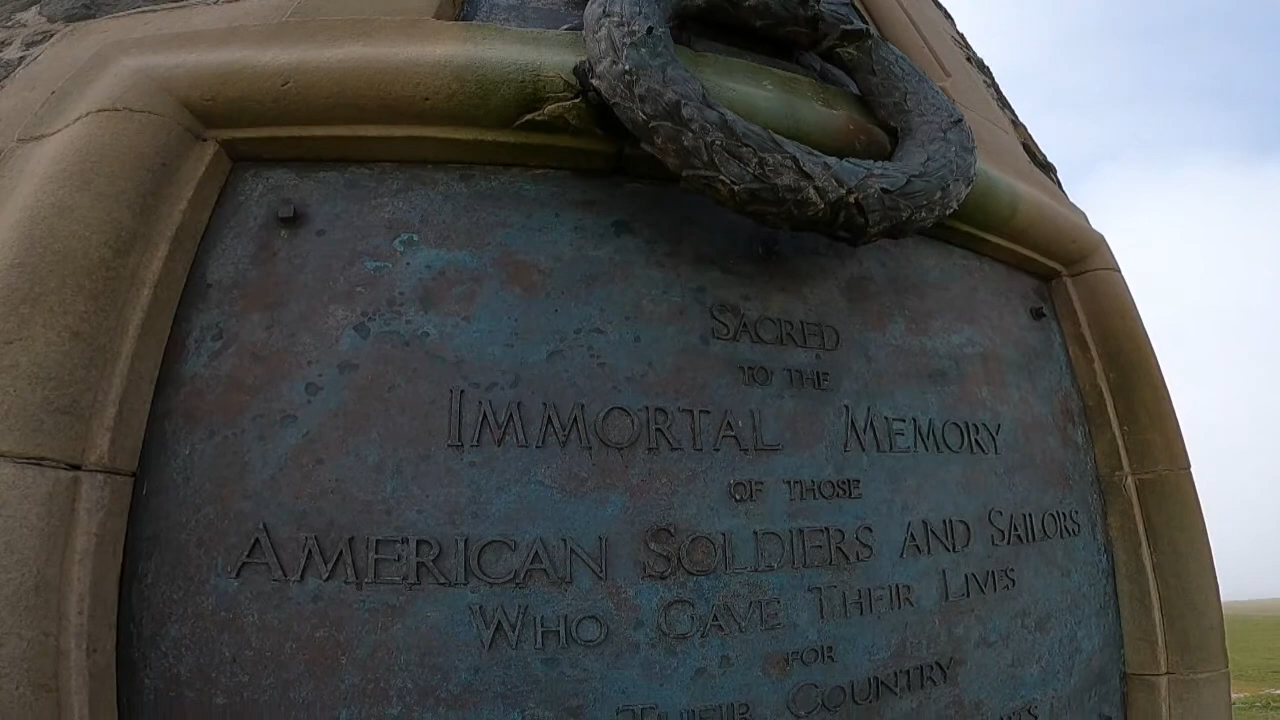 SACRED
TO THE
IMMORTAL MEMORY
OF THOSE
AMERICAN SOLDIERS AND SAILORS
WHO GAVE THEIR LIVES
FOR
THEIR COUNTRY